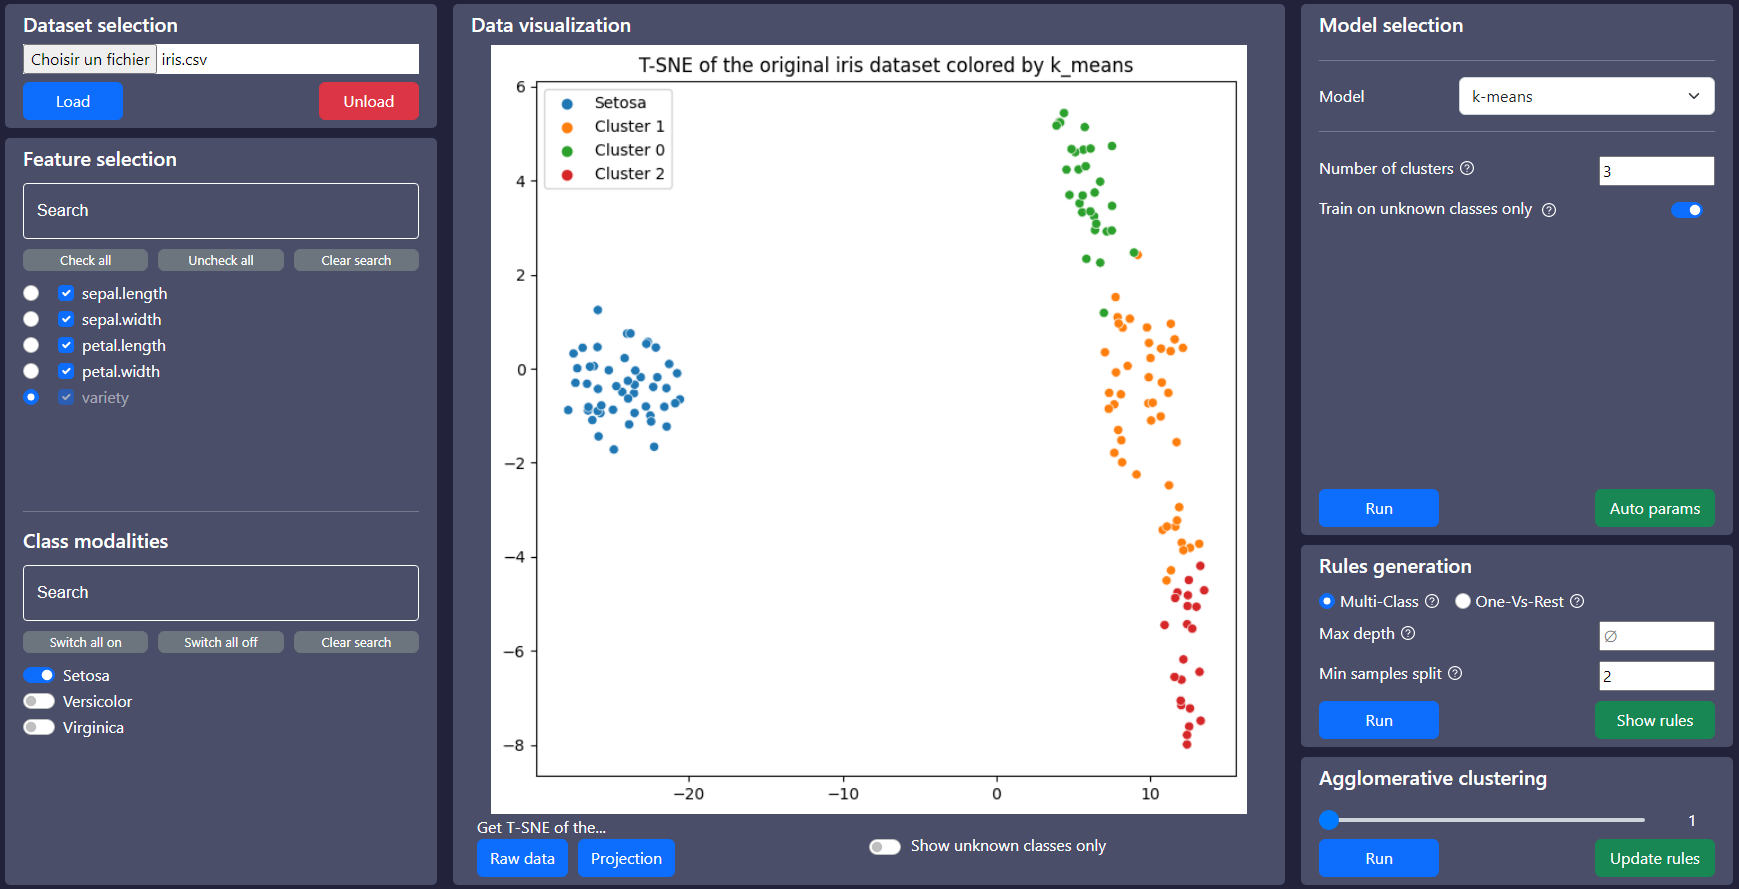 Dataset selection
Choisir un fichier iris.csv
Load
Unload
Feature selection
Search
Check all
Uncheck all
Clear search
sepal.length
sepal.width
petal.length
petal.width
variety
Class modalities
Search
Switch all on
Switch all off
Clear search
Setosa
Versicolor
Virginica
Data visualization
T-SNE of the original iris dataset colored by k_means
Setosa
Cluster 1
Cluster 0
Cluster 2
6
4
2
0
−2
−4
−6
−8
−20
−10
0
10
Get T-SNE of the...
Raw data
Projection
Show unknown classes only
Model selection
Model
k-means
Number of clusters ?
3
Train on unknown classes only ?
Run
Auto params
Rules generation
Multi-Class ?
One-Vs-Rest ?
Max depth ?
∅
Min samples split ?
2
Run
Show rules
Agglomerative clustering
1
Run
Update rules